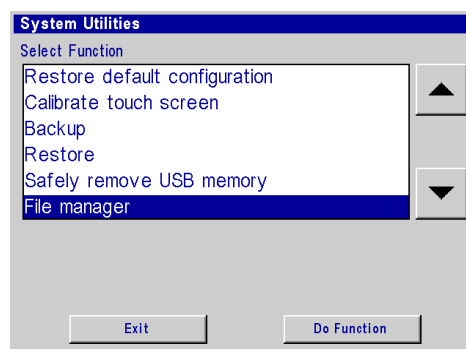 System Utilities
Select Function
Restore default configuration
Calibrate touch screen
Backup
Restore
Safely remove USB memory
File manager
Exit Do Function